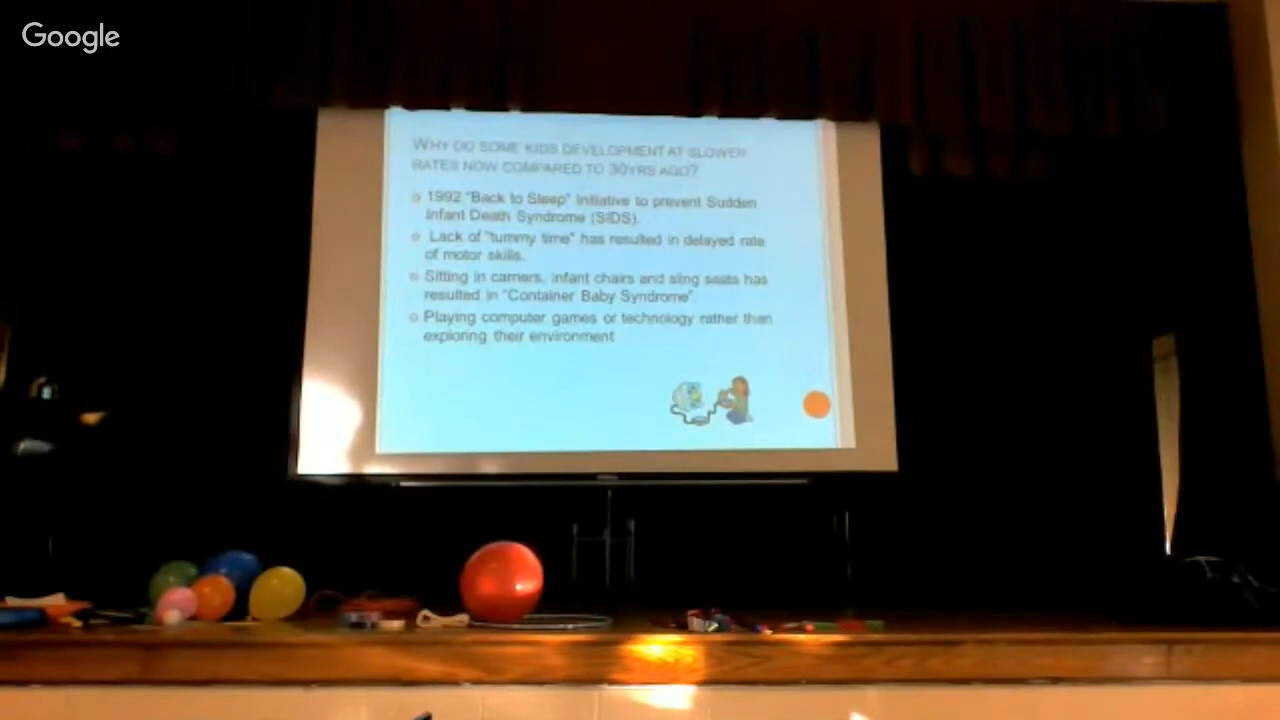 Google
WHY DO SOME KIDS DEVELOPMENT AT SLOWER
RATES NOW COMPARED TO 30YRS AGO?
1992 "Back to Sleep" Initiative to prevent Sudden
Infant Death Syndrome (SIDS).
Lack of "tummy time" has resulted in delayed rate
of motor skills.
Sitting in carriers, infant chairs and sling seats has
resulted in "Container Baby Syndrome".
Playing computer games or technology rather than
exploring their environment